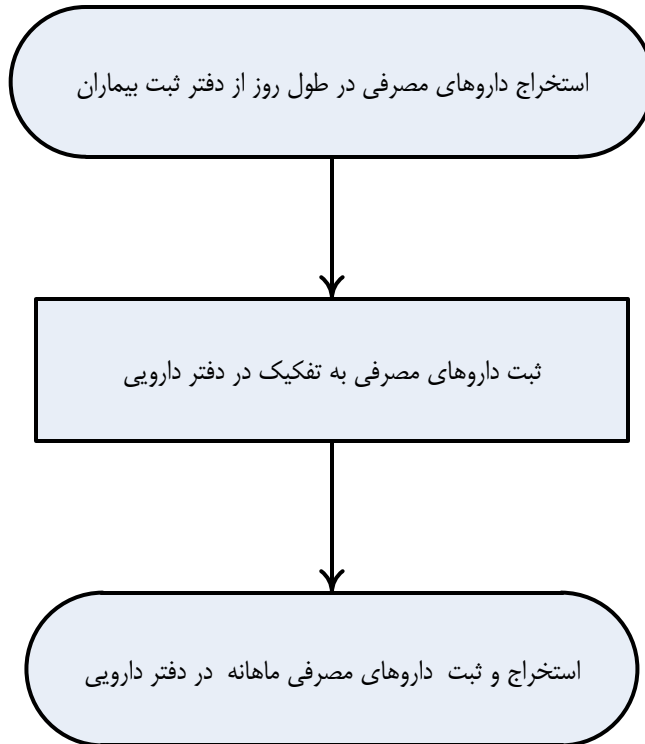 استخراج داروهای مصرفی در طول روز از دفتر ثبت بیماران
ثبت داروهای مصرفی به تفکیک در دفتر دارویی
استخراج و ثبت داروهای مصرفی ماهانه در دفتر دارویی